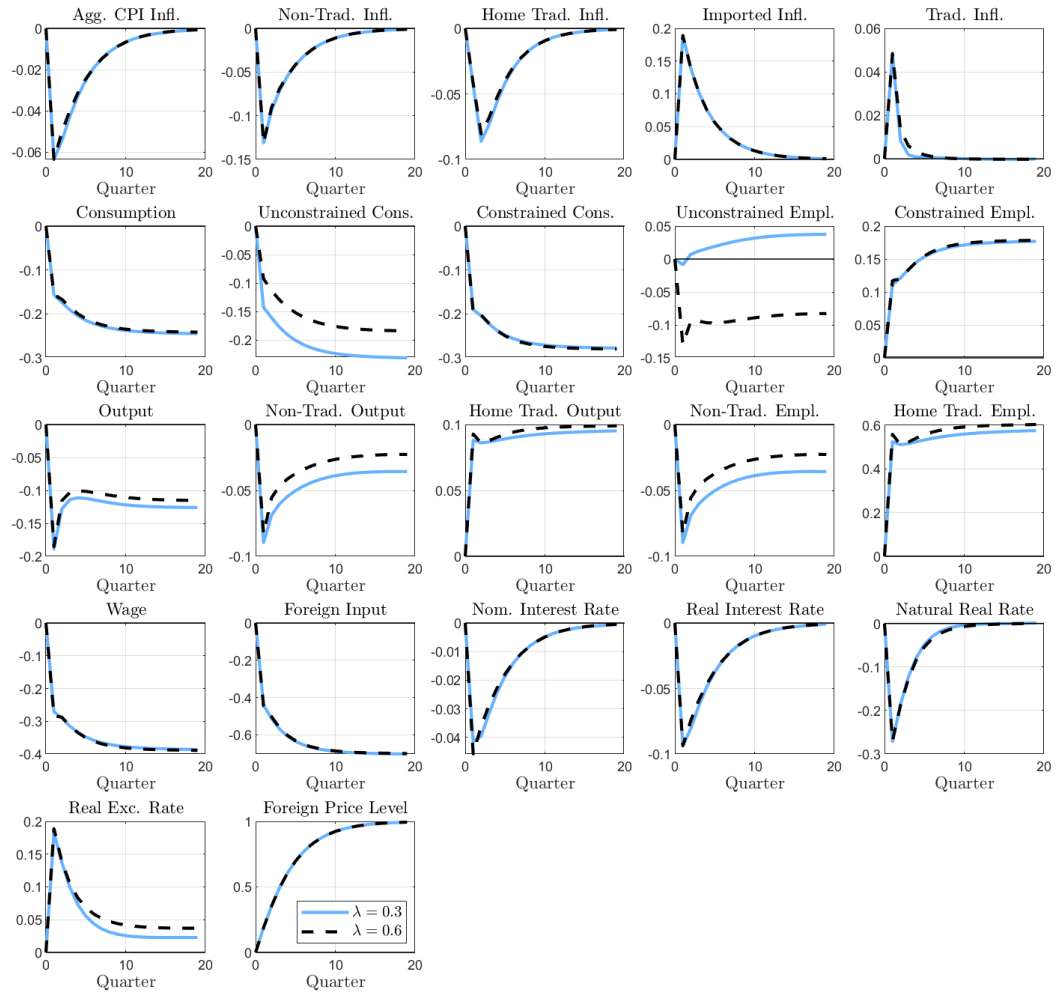 Agg. CPI Infl.
Non-Trad. Infl.
Home Trad. Infl.
Imported Infl.
Trad. Infl.
0
-0.02
-0.04
-0.06
0 10 20
Quarter
0
-0.05
-0.1
-0.15
0 10 20
Quarter
0
-0.05
-0.1
0 10 20
Quarter
0.2
0.15
0.1
0.05
0
0 10 20
Quarter
0.06
0.04
0.02
0
0 10 20
Quarter
Consumption
Unconstrained Cons.
Constrained Cons.
Unconstrained Empl.
Constrained Empl.
0
-0.1
-0.2
-0.3
0 10 20
Quarter
0
-0.05
-0.1
-0.15
-0.2
0 10 20
Quarter
0
-0.1
-0.2
-0.3
0 10 20
Quarter
0.05
0
-0.05
-0.1
-0.15
0 10 20
Quarter
0.2
0.15
0.1
0.05
0
0 10 20
Quarter
Output
Non-Trad. Output
Home Trad. Output
Non-Trad. Empl.
Home Trad. Empl.
0
-0.05
-0.1
-0.15
-0.2
0 10 20
Quarter
0
-0.05
-0.1
0 10 20
Quarter
0.1
0.05
0
0 10 20
Quarter
0
-0.05
-0.1
0 10 20
Quarter
0.6
0.4
0.2
0
0 10 20
Quarter
Wage
Foreign Input
Nom. Interest Rate
Real Interest Rate
Natural Real Rate
0
-0.1
-0.2
-0.3
-0.4
0 10 20
Quarter
0
-0.2
-0.4
-0.6
0 10 20
Quarter
0
-0.01
-0.02
-0.03
-0.04
0 10 20
Quarter
0
-0.05
-0.1
0 10 20
Quarter
0
-0.1
-0.2
-0.3
0 10 20
Quarter
Real Exc. Rate
Foreign Price Level
0.2
0.15
0.1
0.05
0
0 10 20
Quarter
1
0.5
0
0 10 20
Quarter
λ = 0.3
λ = 0.6